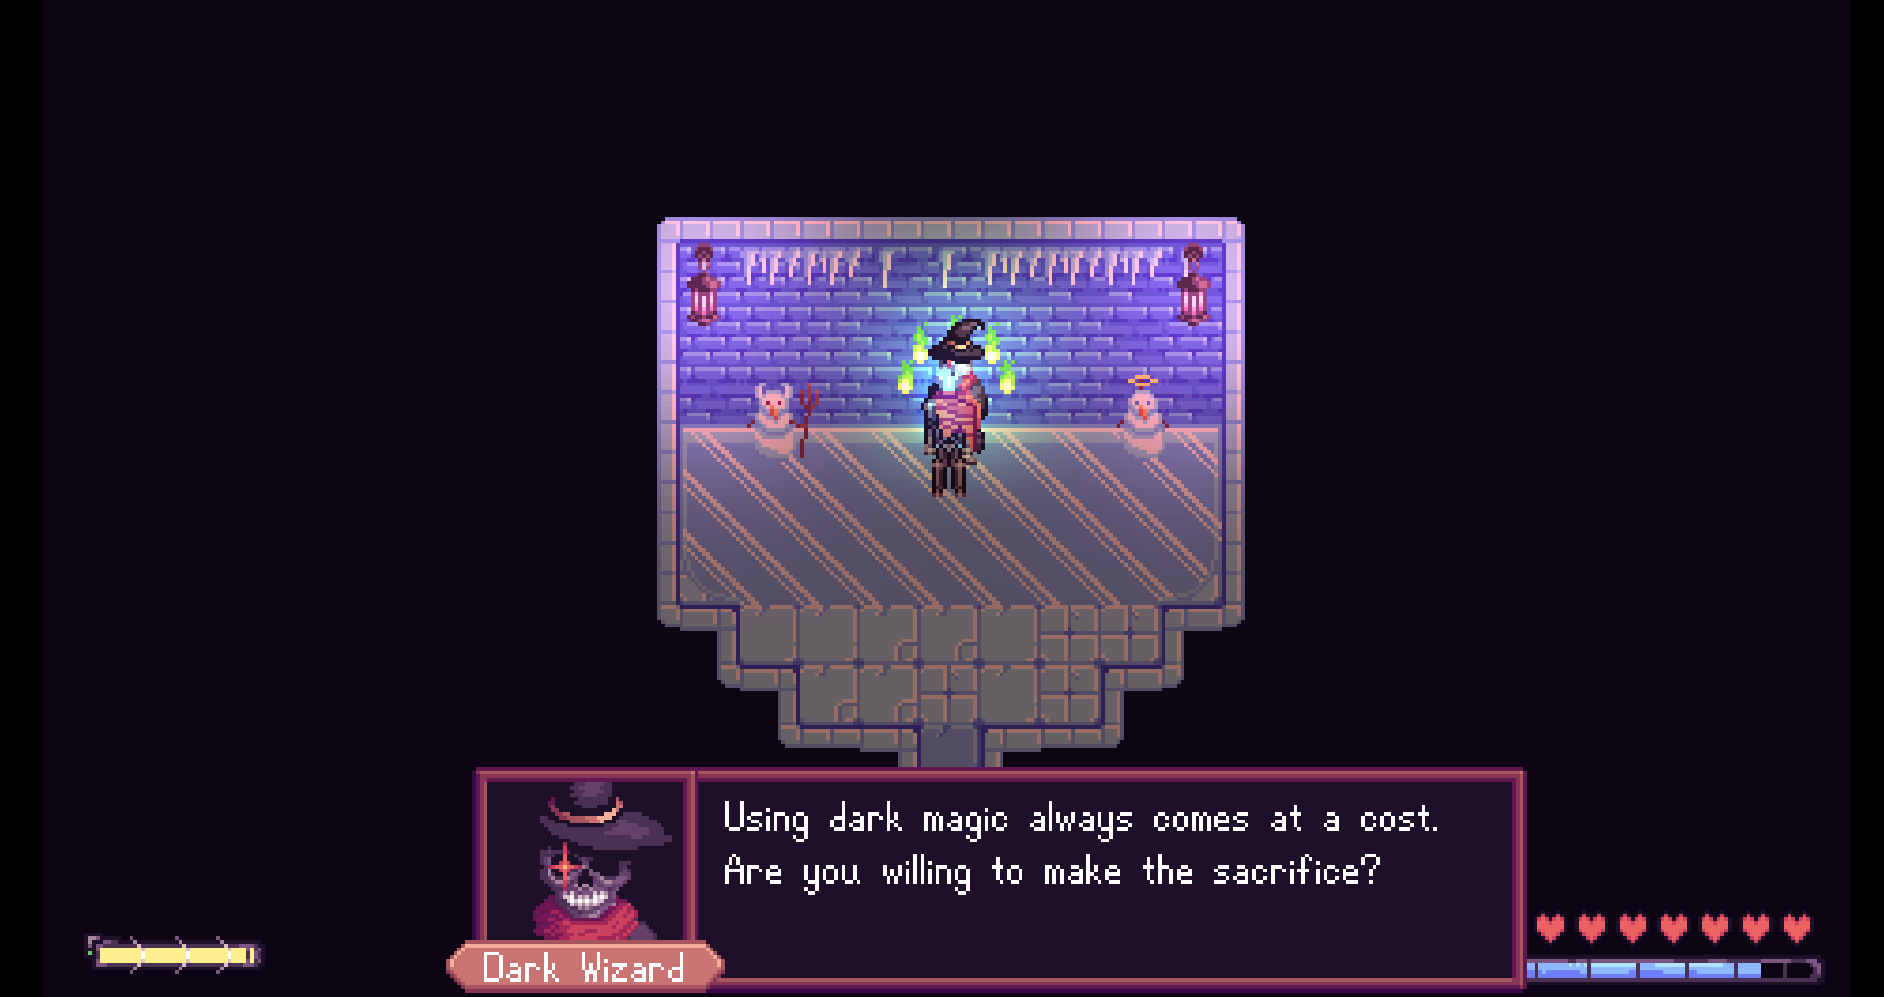 Using dark magic always comes at a cost.
Are you willing to make the sacrifice?
Dark Wizard